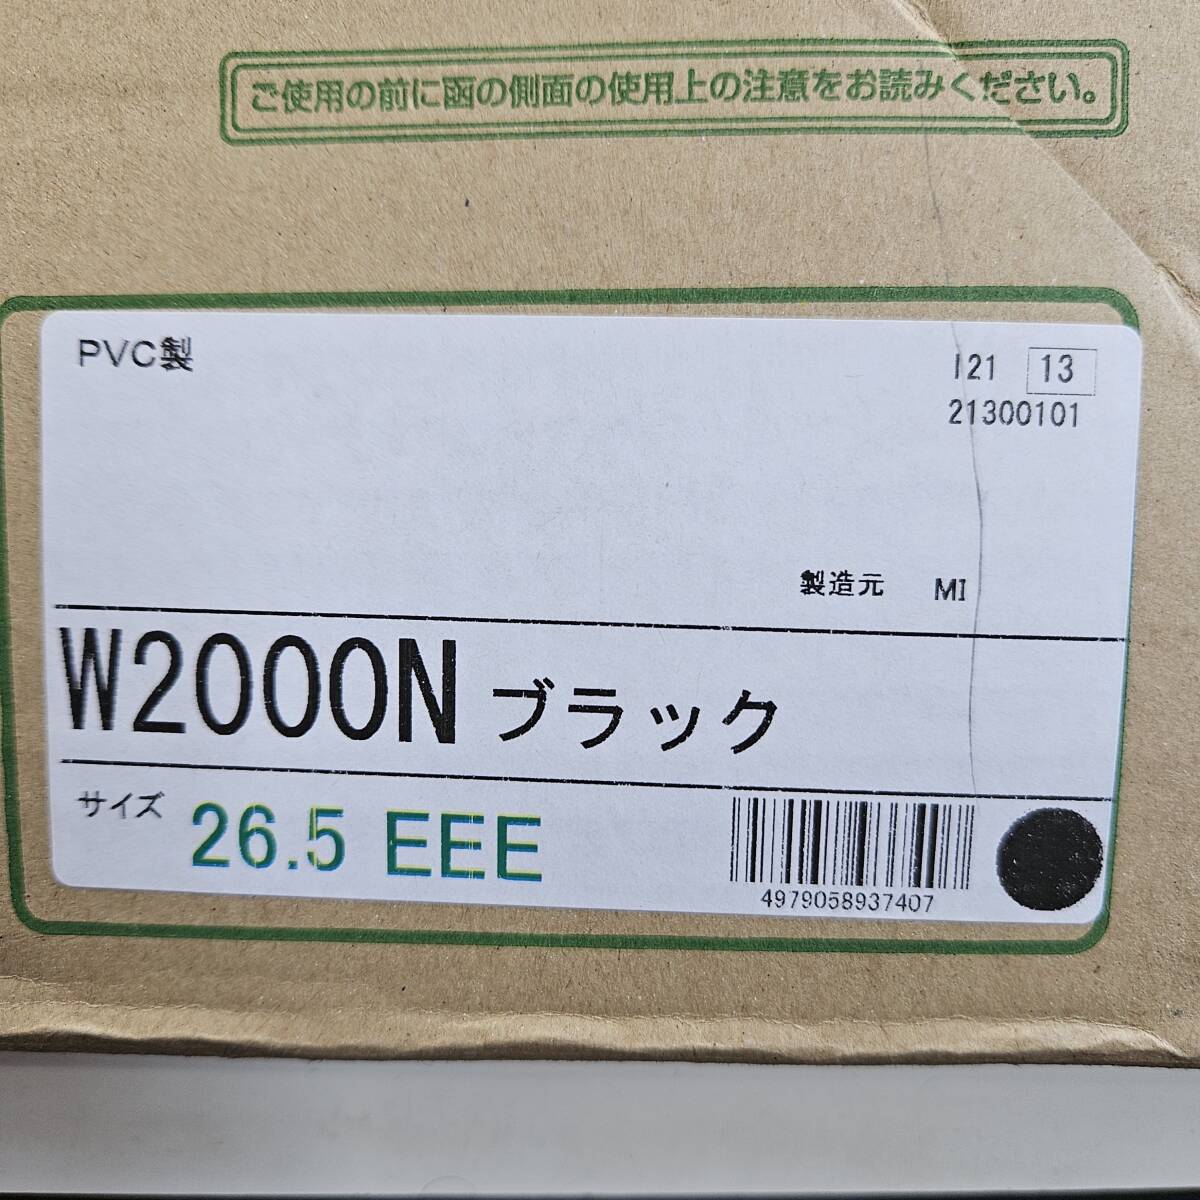 ご使用の前に函の側面の使用上の注意をお読みください。
PVC製
I21 13
21300101
製造元 MI
W2000N ブラック
サイズ 26.5 EEE
4979058937407